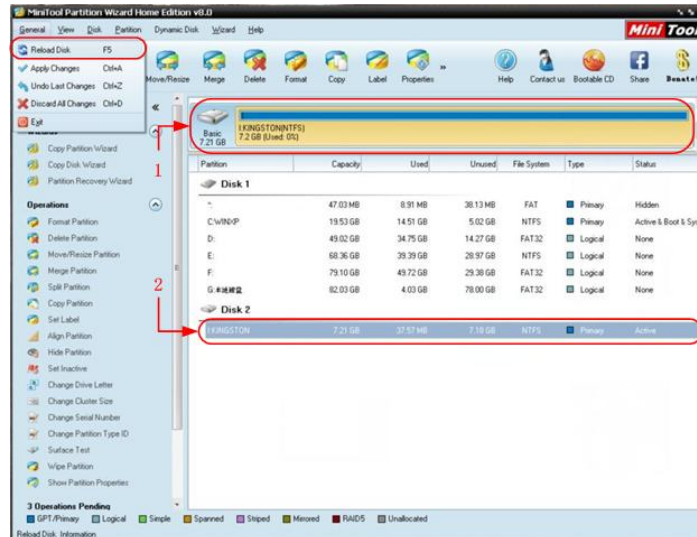 MiniTool Partition Wizard Home Edition v8.0
General View Disk Partition Dynamic Disk Wizard Help
Mini Tool
Reload Disk F5
Apply Changes Ctrl+A
Undo Last Changes Ctrl+Z
Discard All Changes Ctrl+D
Exit
Move/Resize Merge Delete Format Copy Label Properties Help Contact us Bootable CD Share Donate!
Basic
7.21 GB
I:KINGSTON(NTFS)
7.2 GB (Used: 0%)
1
Wizards
Copy Partition Wizard
Copy Disk Wizard
Partition Recovery Wizard
Operations
Format Partition
Delete Partition
Move/Resize Partition
Merge Partition
Split Partition
Copy Partition
Set Label
Align Partition
Hide Partition
Set Inactive
Change Drive Letter
Change Cluster Size
Change Serial Number
Change Partition Type ID
Surface Test
Wipe Partition
Show Partition Properties
3 Operations Pending
2
Partition Capacity Used Unused File System Type Status
Disk 1
*: 47.03 MB 8.91 MB 38.13 MB FAT Primary Hidden
C:WINXP 19.53 GB 14.51 GB 5.02 GB NTFS Primary Active & Boot & Sys
D: 49.02 GB 34.75 GB 14.27 GB FAT32 Logical None
E: 68.36 GB 39.39 GB 28.97 GB NTFS Logical None
F: 79.10 GB 49.72 GB 29.38 GB FAT32 Logical None
G:本地磁盘 82.03 GB 4.03 GB 78.00 GB FAT32 Logical None
Disk 2
I:KINGSTON 7.21 GB 37.57 MB 7.18 GB NTFS Primary Active
GPT/Primary Logical Simple Spanned Striped Mirrored RAID5 Unallocated
Reload Disk Information